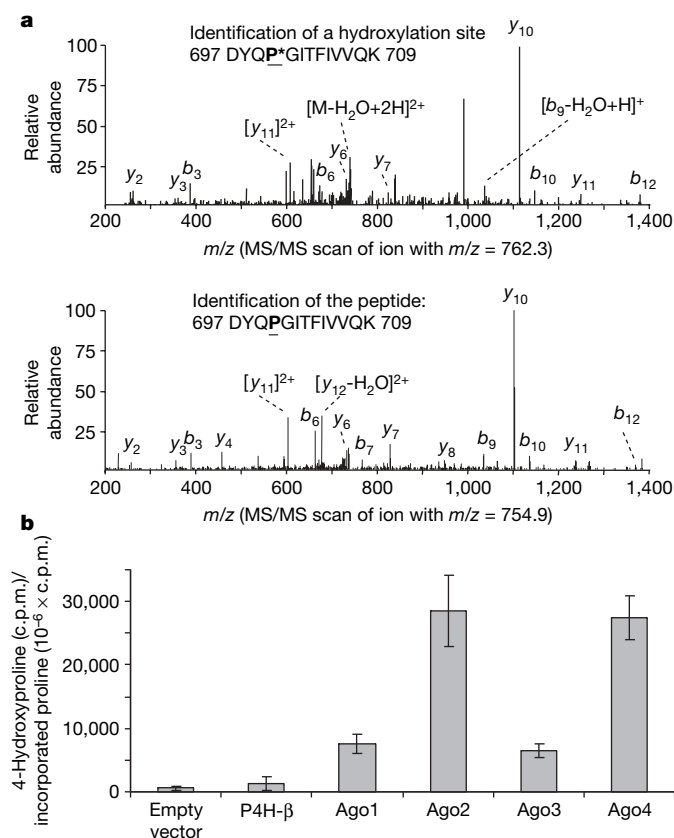 a
Identification of a hydroxylation site
697 DYQP*GITFIVVQK 709
y10
[y11]2+
[M-H2O+2H]2+
[b9-H2O+H]+
y2
y3
b3
b6
y6
y7
b10
y11
b12
100
75
50
25
Relative
abundance
200
400
600
800
1,000
1,200
1,400
m/z (MS/MS scan of ion with m/z = 762.3)
Identification of the peptide:
697 DYQPGITFIVVQK 709
y10
[y11]2+
[y12-H2O]2+
y2
y3
b3
y4
b6
y6
b7
y7
y8
b9
b10
y11
b12
100
75
50
25
Relative
abundance
200
400
600
800
1,000
1,200
1,400
m/z (MS/MS scan of ion with m/z = 754.9)
b
4-Hydroxyproline (c.p.m.)/
incorporated proline (10−6 × c.p.m.)
30,000
20,000
10,000
0
Empty
vector
P4H-β
Ago1
Ago2
Ago3
Ago4